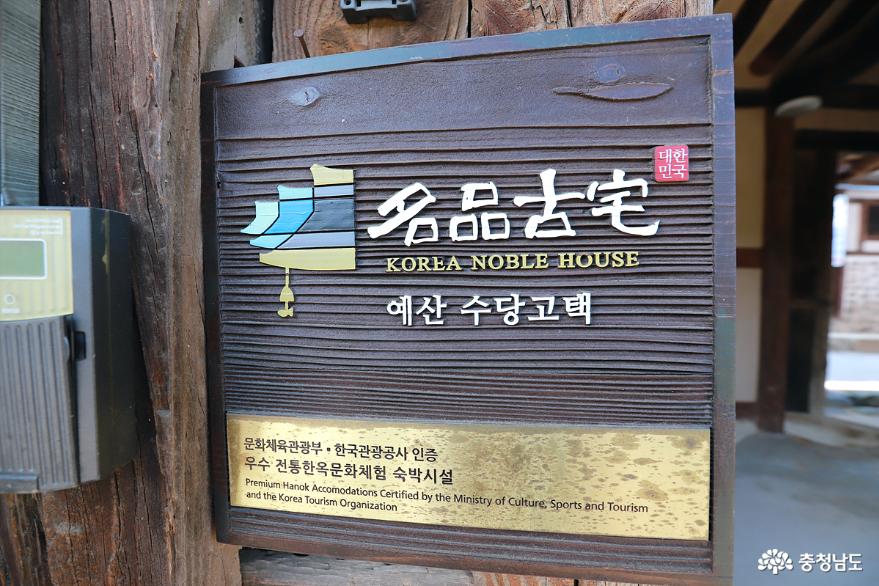 名品古宅
대한
민국
KOREA NOBLE HOUSE
예산 수당고택
문화체육관광부 • 한국관광공사 인증
우수 전통한옥문화체험 숙박시설
Premium Hanok Accomodations Certified by the Ministry of Culture, Sports and Tourism
and the Korea Tourism Organization
충청남도